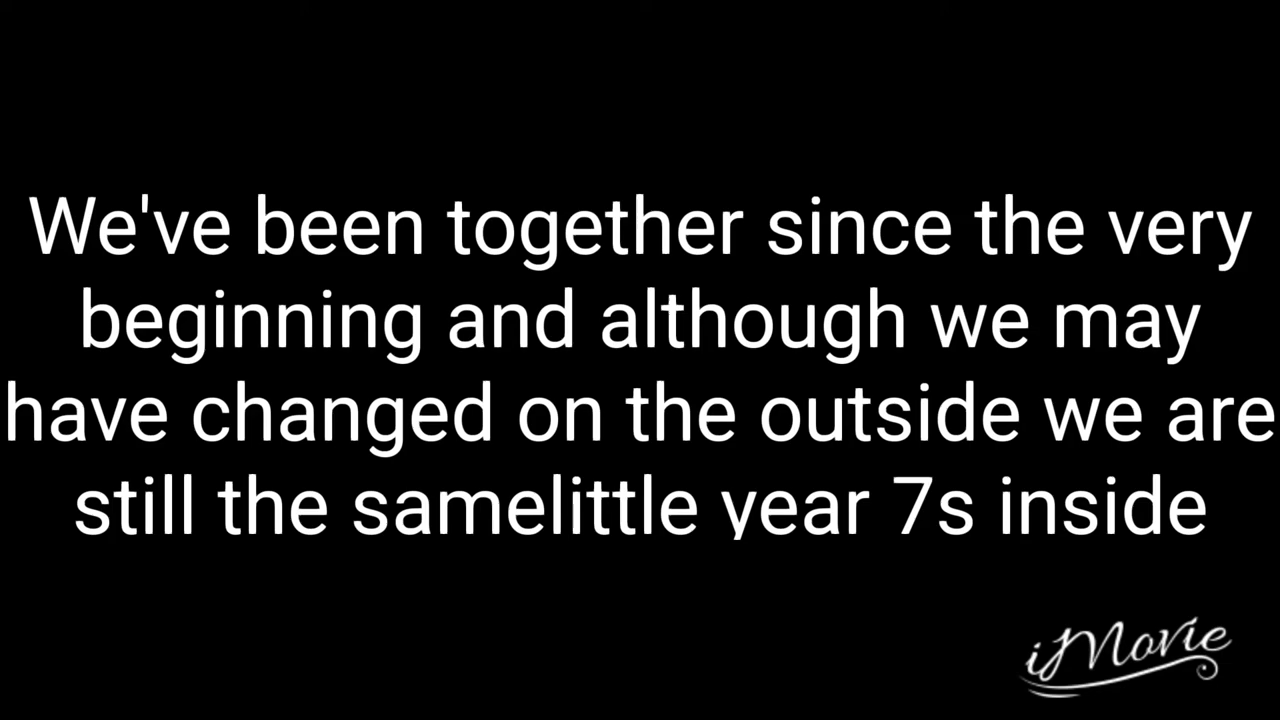 We've been together since the very
beginning and although we may
have changed on the outside we are
still the samelittle year 7s inside
iMovie